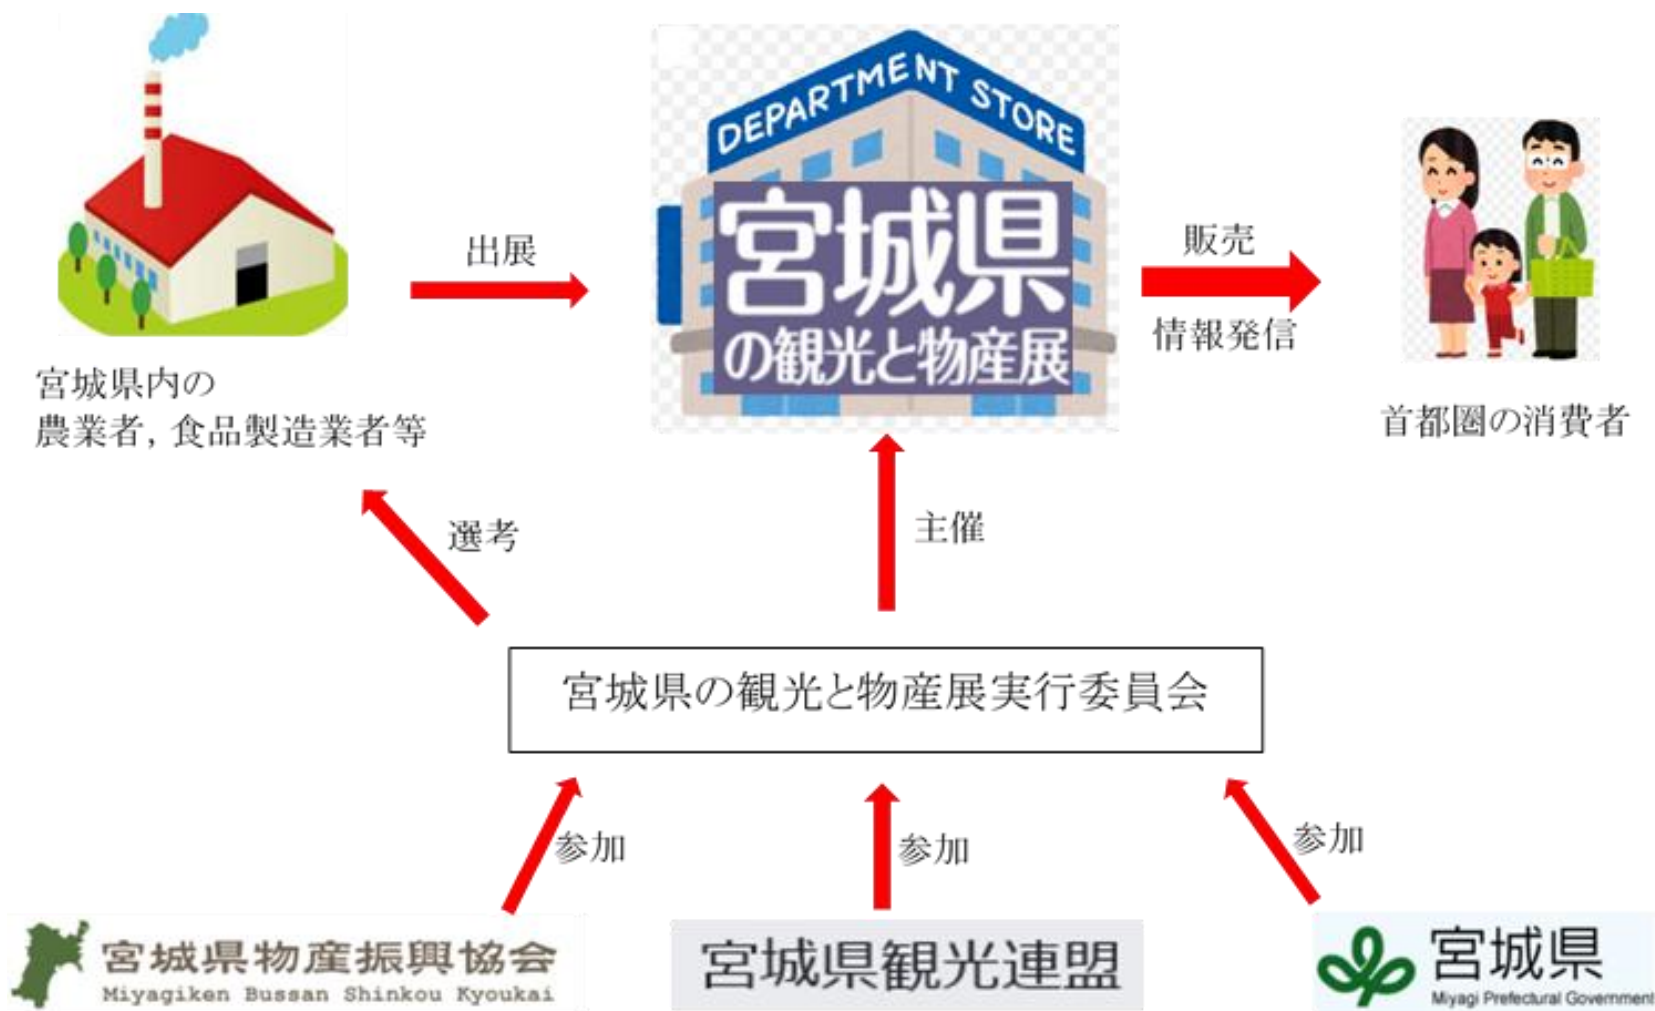 DEPARTMENT STORE
宮城県
の観光と物産展
出展
販売
情報発信
宮城県内の
農業者，食品製造業者等
首都圏の消費者
選考
主催
宮城県の観光と物産展実行委員会
参加
参加
参加
宮城県物産振興協会
Miyagiken Bussan Shinkou Kyoukai
宮城県観光連盟
宮城県
Miyagi Prefectural Government